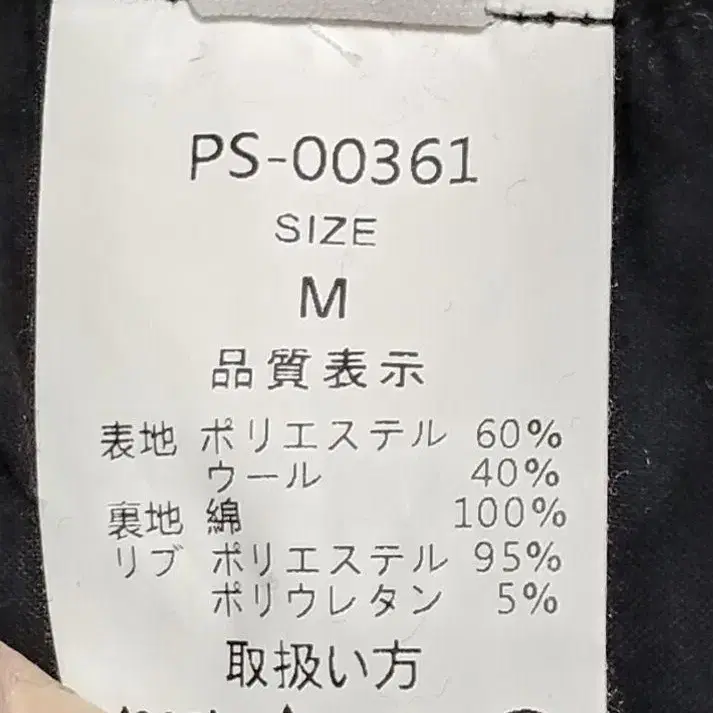 PS-00361
SIZE
M
品質表示
表地 ポリエステル 60%
ウール 40%
裏地 綿 100%
リブ ポリエステル 95%
ポリウレタン 5%
取扱い方